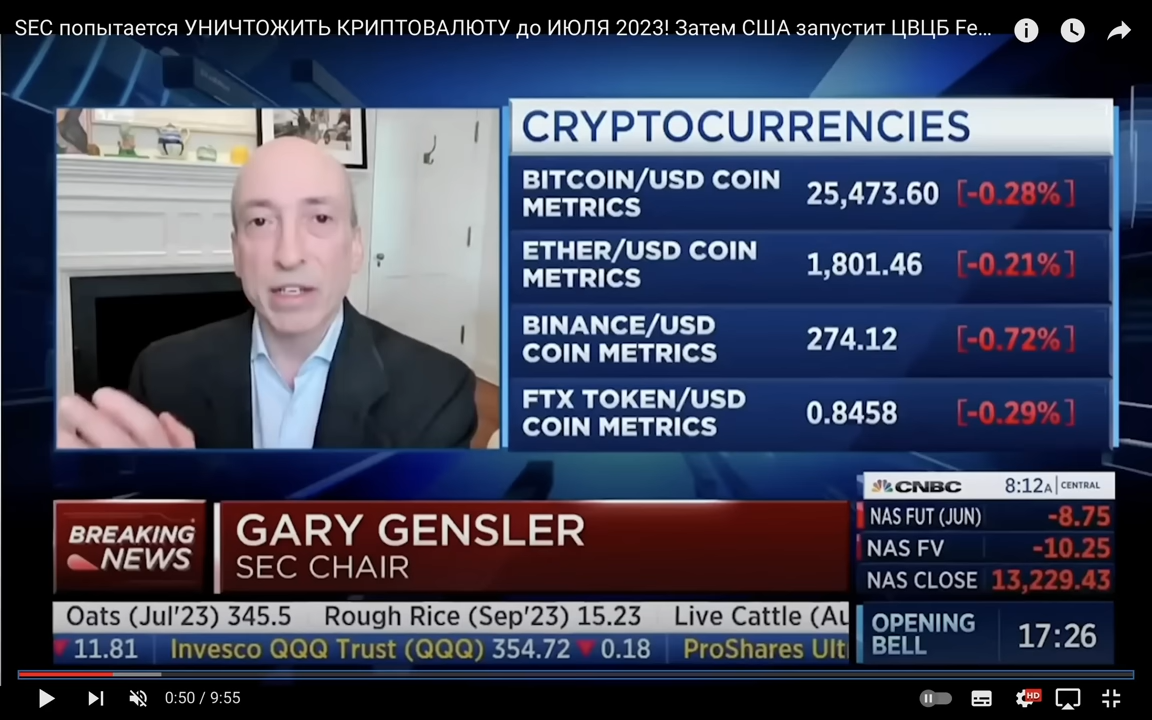 SEC попытается УНИЧТОЖИТЬ КРИПТОВАЛЮТУ до ИЮЛЯ 2023! Затем США запустит ЦВЦБ Fe...
CRYPTOCURRENCIES
BITCOIN/USD COIN METRICS 25,473.60 [-0.28%]
ETHER/USD COIN METRICS 1,801.46 [-0.21%]
BINANCE/USD COIN METRICS 274.12 [-0.72%]
FTX TOKEN/USD COIN METRICS 0.8458 [-0.29%]
BREAKING NEWS
GARY GENSLER
SEC CHAIR
CNBC 8:12A CENTRAL
NAS FUT (JUN) -8.75
NAS FV -10.25
NAS CLOSE 13,229.43
Oats (Jul'23) 345.5 Rough Rice (Sep'23) 15.23 Live Cattle (Au
11.81 Invesco QQQ Trust (QQQ) 354.72 ▼ 0.18 ProShares Ult
OPENING BELL 17:26
0:50 / 9:55
HD